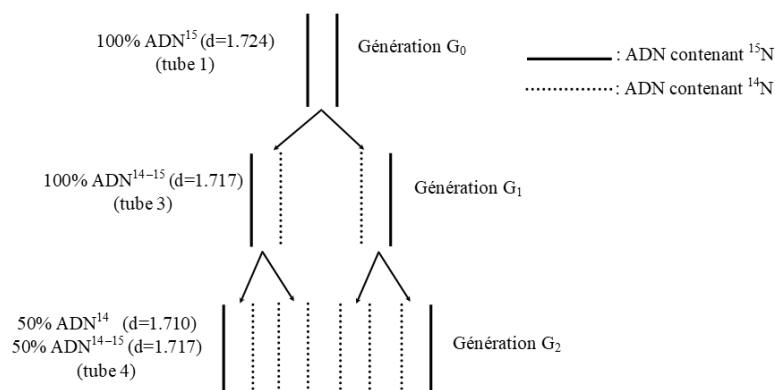 100% ADN¹⁵ (d=1.724)
(tube 1)
Génération G₀
: ADN contenant ¹⁵N
: ADN contenant ¹⁴N
100% ADN¹⁴⁻¹⁵ (d=1.717)
(tube 3)
Génération G₁
50% ADN¹⁴ (d=1.710)
50% ADN¹⁴⁻¹⁵ (d=1.717)
(tube 4)
Génération G₂